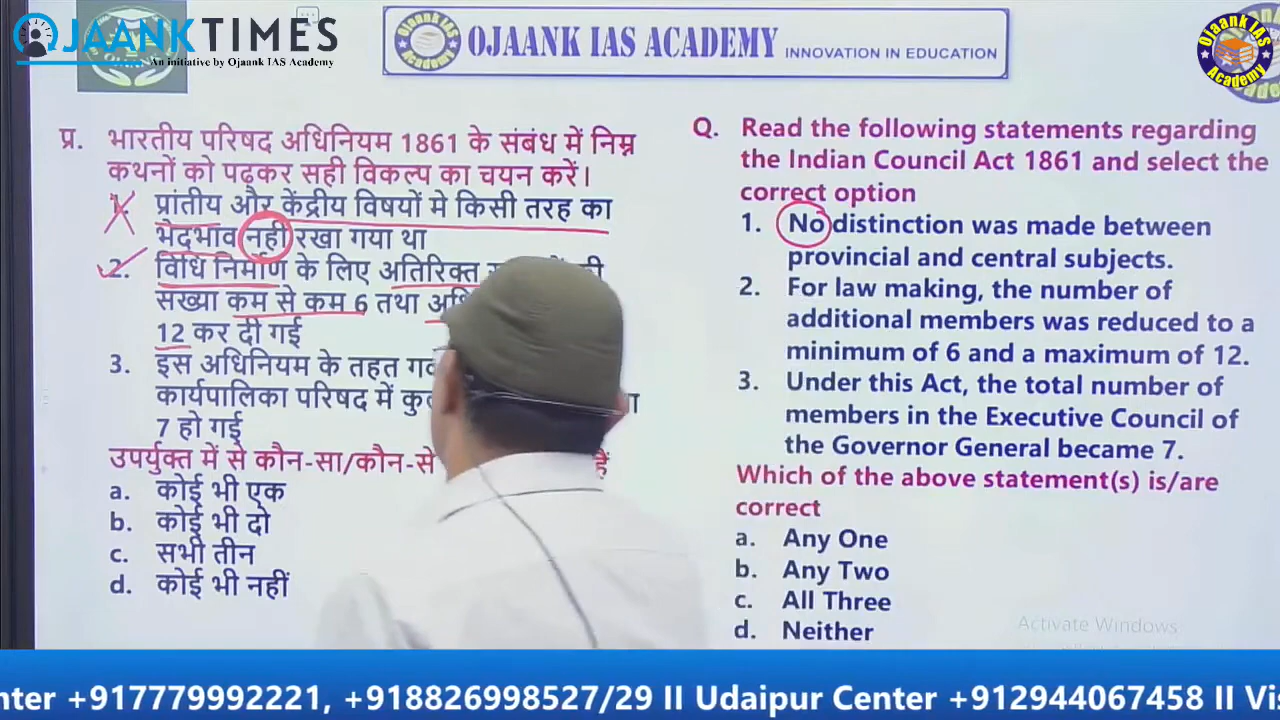 OJAANKTIMES
An initiative by Ojaank IAS Academy
OJAANK IAS ACADEMY INNOVATION IN EDUCATION
Ojaank IAS Academy
प्र. भारतीय परिषद अधिनियम 1861 के संबंध में निम्न
कथनों को पढ़कर सही विकल्प का चयन करें।
1. प्रांतीय और केंद्रीय विषयों मे किसी तरह का
भेदभाव नही रखा गया था
2. विधि निर्माण के लिए अतिरिक्त
संख्या कम से कम 6 तथा
12 कर दी गई
3. इस अधिनियम के तहत
कार्यपालिका परिषद में
7 हो गई
उपर्युक्त में से कौन-सा/कौन-से
a. कोई भी एक
b. कोई भी दो
c. सभी तीन
d. कोई भी नहीं
Q. Read the following statements regarding
the Indian Council Act 1861 and select the
correct option
1. No distinction was made between
provincial and central subjects.
2. For law making, the number of
additional members was reduced to a
minimum of 6 and a maximum of 12.
3. Under this Act, the total number of
members in the Executive Council of
the Governor General became 7.
Which of the above statement(s) is/are
correct
a. Any One
b. Any Two
c. All Three
d. Neither
Activate Windows
nter +917779992221, +918826998527/29 II Udaipur Center +912944067458 II Vi